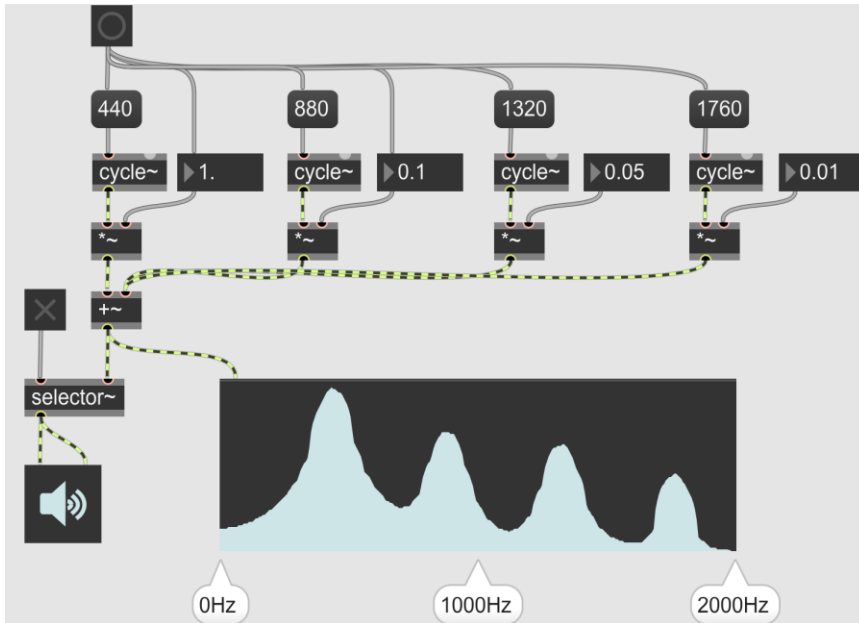 440
880
1320
1760
cycle~
1.
cycle~
0.1
cycle~
0.05
cycle~
0.01
*~
*~
*~
*~
+~
selector~
0Hz
1000Hz
2000Hz